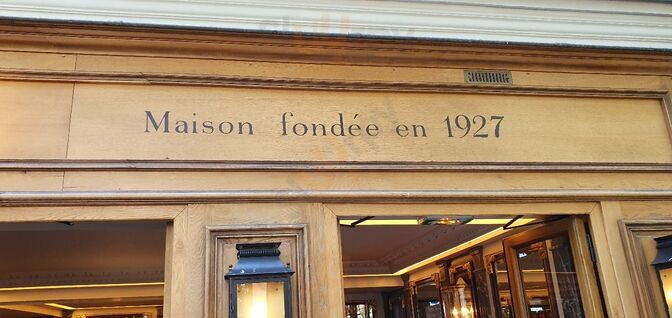 Maison fondée en 1927